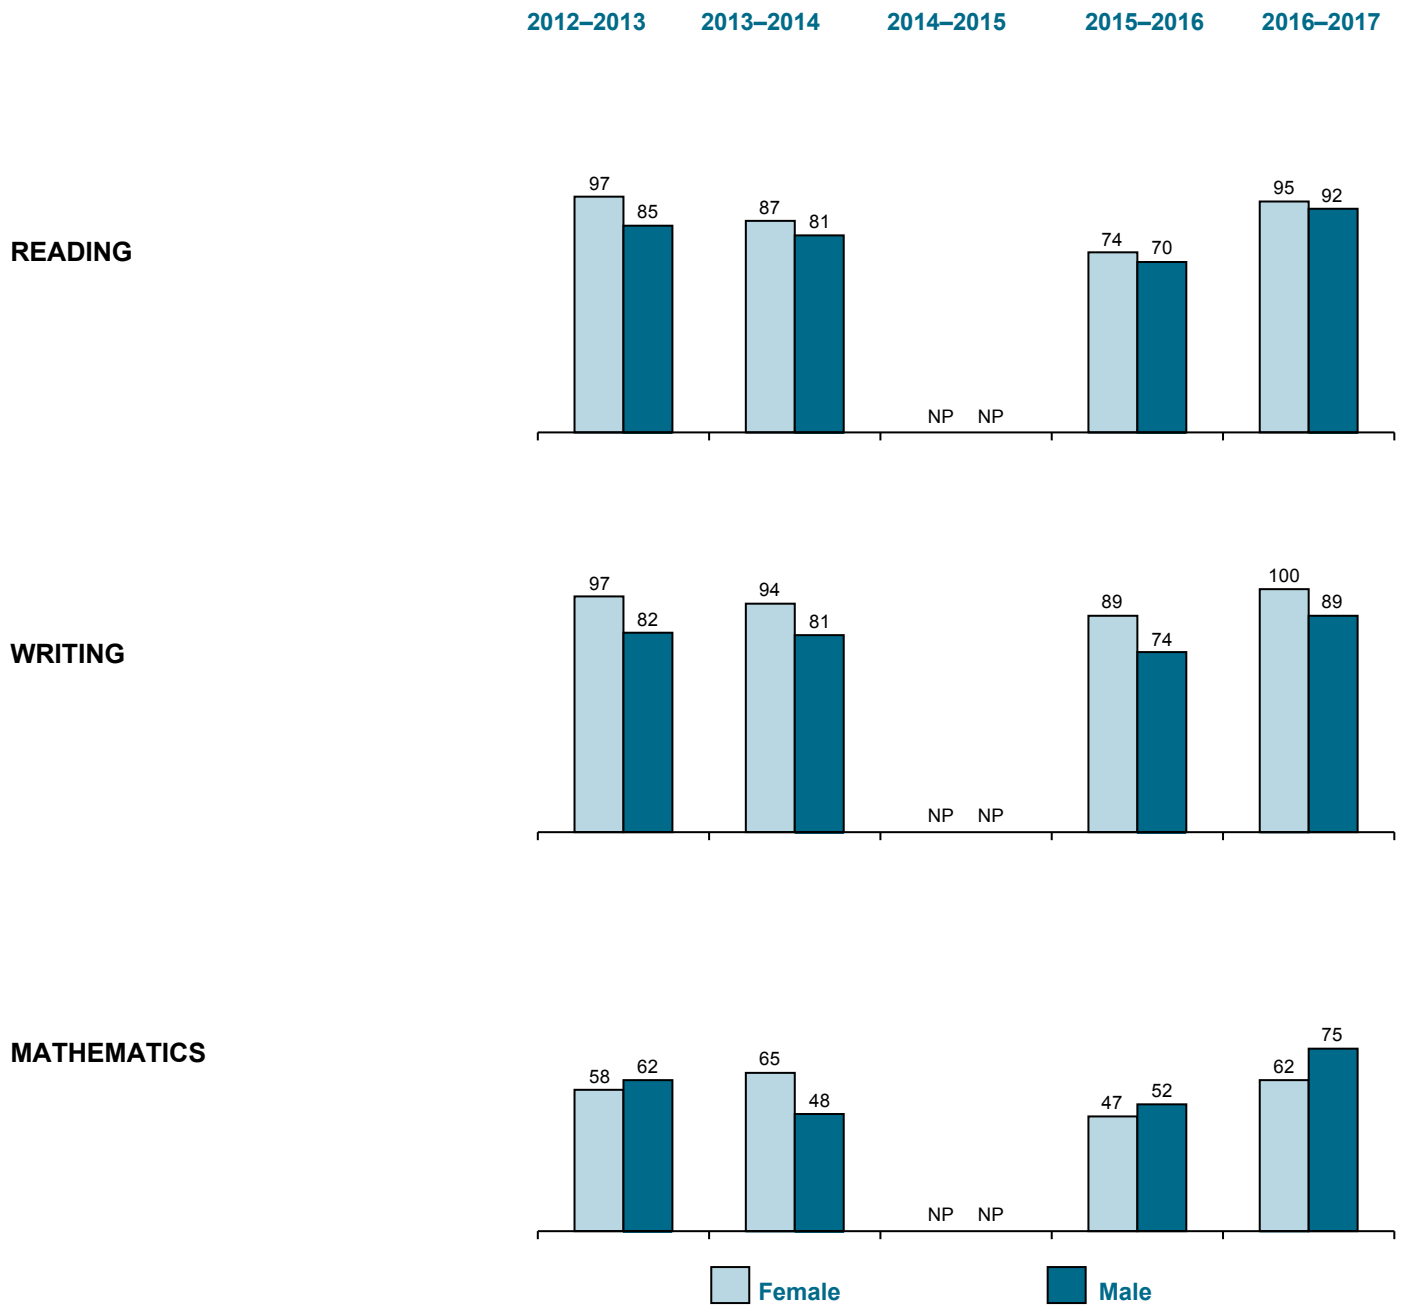 2012–2013 2013–2014 2014–2015 2015–2016 2016–2017
READING
97 85 87 81 NP NP 74 70 95 92
WRITING
97 82 94 81 NP NP 89 74 100 89
MATHEMATICS
58 62 65 48 NP NP 47 52 62 75
Female Male